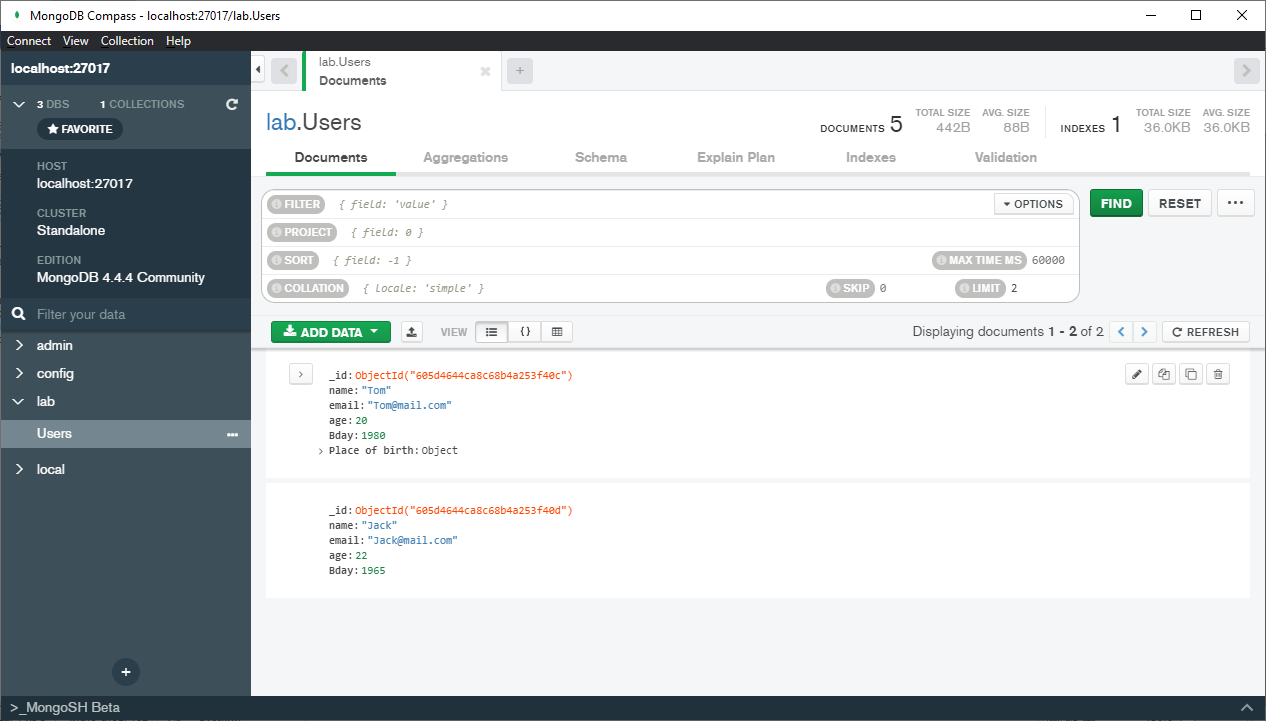 MongoDB Compass - localhost:27017/lab.Users
Connect View Collection Help
localhost:27017
3 DBS 1 COLLECTIONS
FAVORITE
HOST
localhost:27017
CLUSTER
Standalone
EDITION
MongoDB 4.4.4 Community
Filter your data
admin
config
lab
Users
local
lab.Users
Documents
lab.Users
DOCUMENTS 5 TOTAL SIZE 442B AVG. SIZE 88B INDEXES 1 TOTAL SIZE 36.0KB AVG. SIZE 36.0KB
Documents Aggregations Schema Explain Plan Indexes Validation
FILTER { field: 'value' } OPTIONS FIND RESET
PROJECT { field: 0 }
SORT { field: -1 } MAX TIME MS 60000
COLLATION { locale: 'simple' } SKIP 0 LIMIT 2
ADD DATA VIEW {} Displaying documents 1 - 2 of 2 REFRESH
_id: ObjectId("605d4644ca8c68b4a253f40c")
name: "Tom"
email: "Tom@mail.com"
age: 20
Bday: 1980
Place of birth: Object
_id: ObjectId("605d4644ca8c68b4a253f40d")
name: "Jack"
email: "Jack@mail.com"
age: 22
Bday: 1965
>_MongoSH Beta